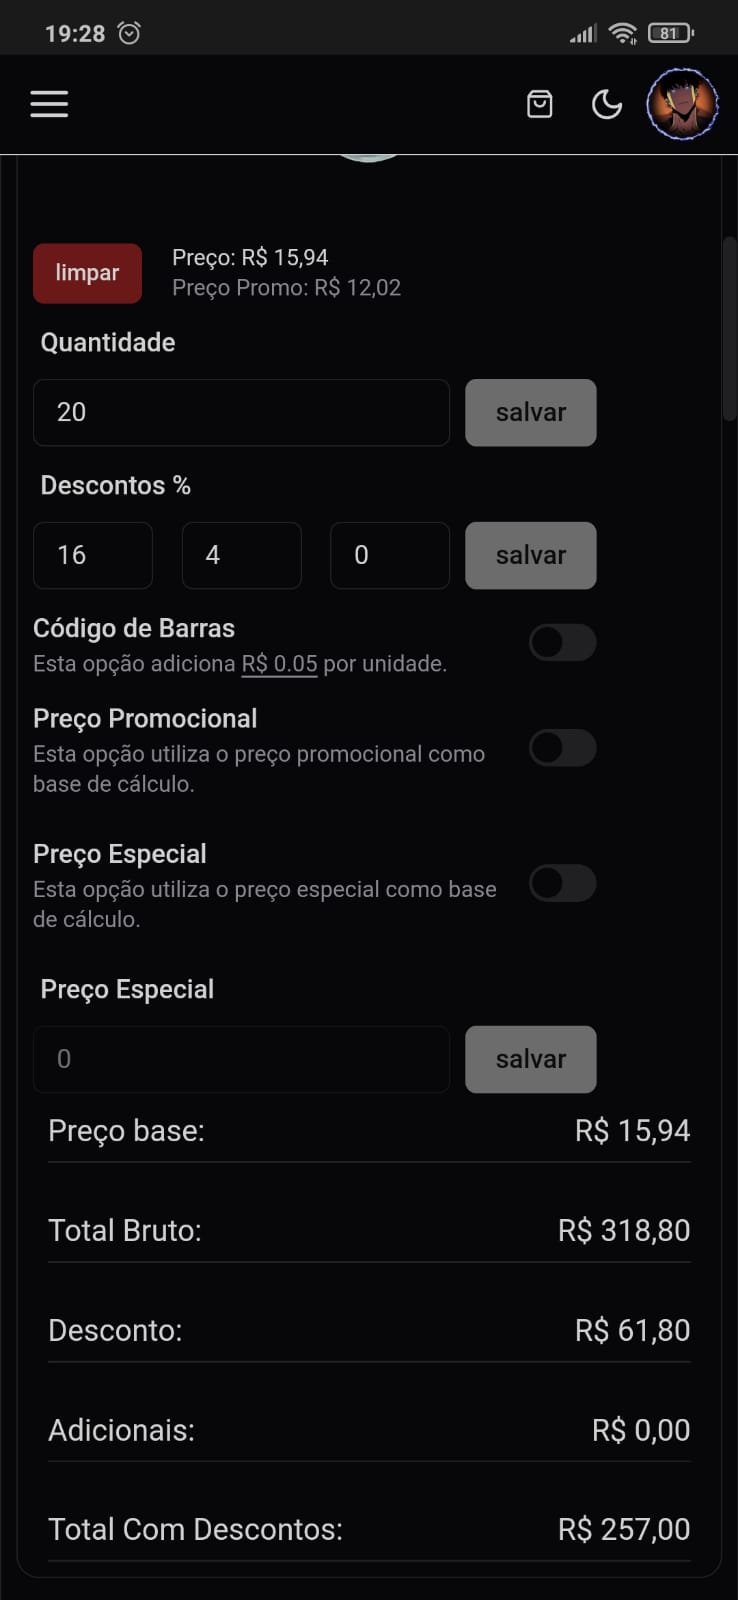 19:28
81
limpar
Preço: R$ 15,94
Preço Promo: R$ 12,02
Quantidade
20
salvar
Descontos %
16
4
0
salvar
Código de Barras
Esta opção adiciona R$ 0.05 por unidade.
Preço Promocional
Esta opção utiliza o preço promocional como
base de cálculo.
Preço Especial
Esta opção utiliza o preço especial como base
de cálculo.
Preço Especial
0
salvar
Preço base: R$ 15,94
Total Bruto: R$ 318,80
Desconto: R$ 61,80
Adicionais: R$ 0,00
Total Com Descontos: R$ 257,00